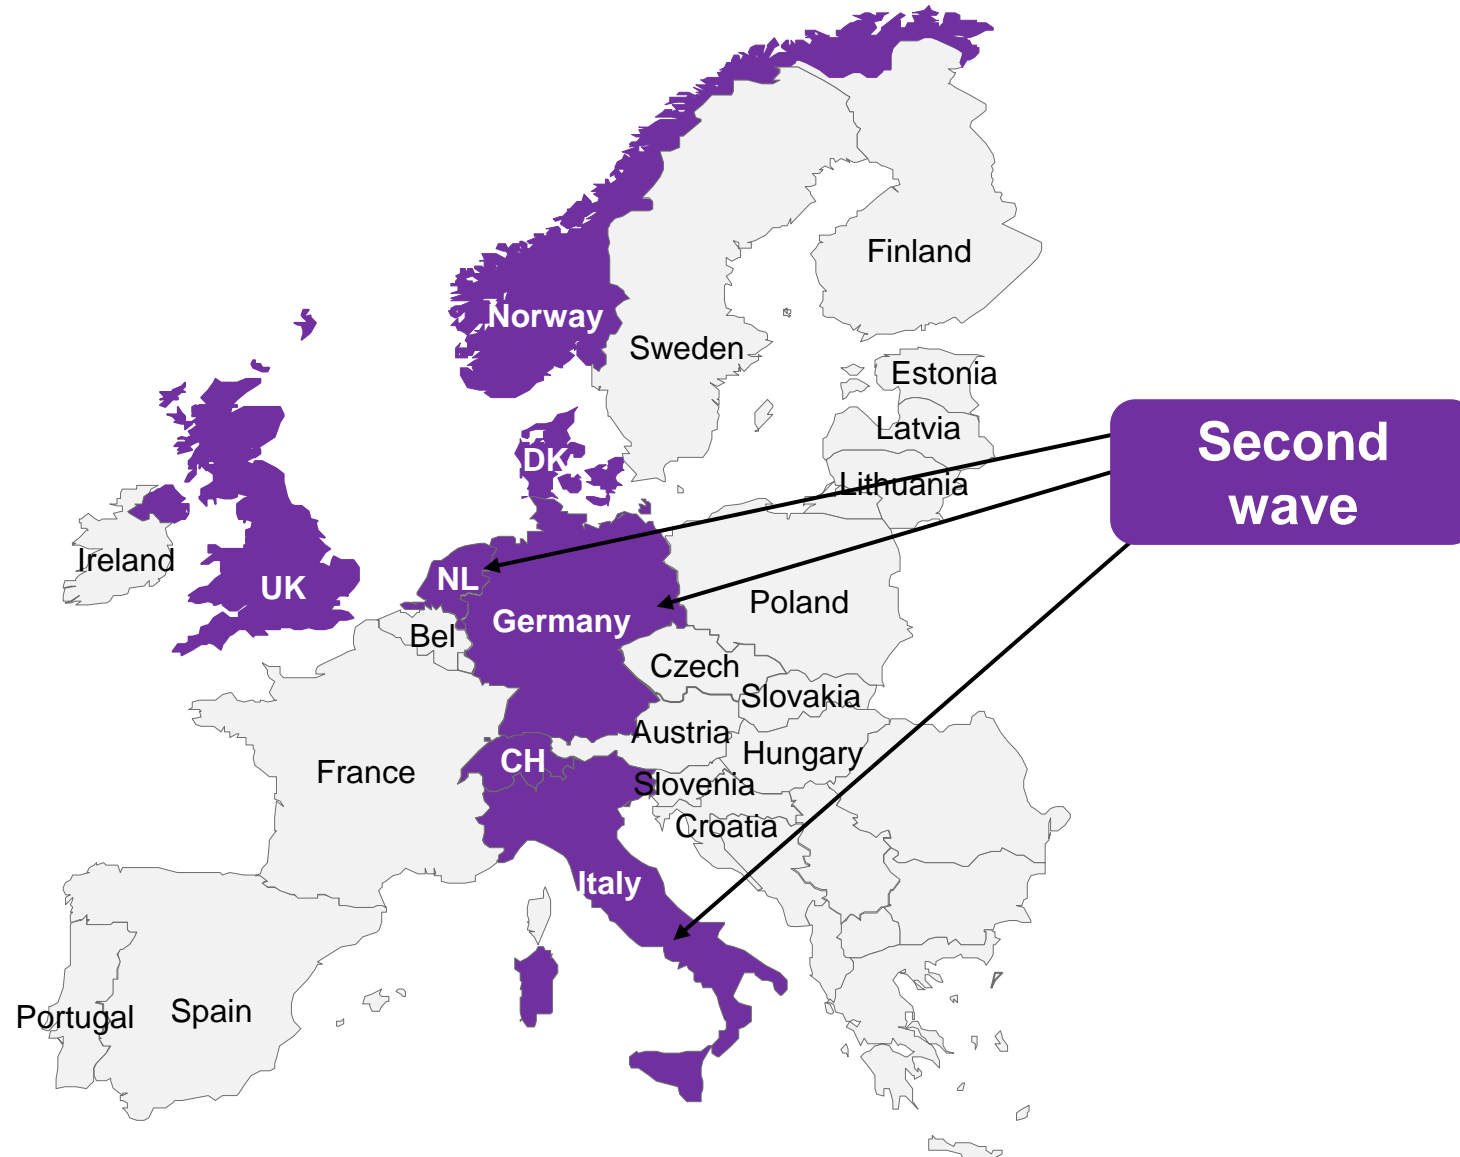 Finland
Norway
Sweden
Estonia
Latvia
Second
wave
DK
Lithuania
Ireland
UK
NL
Poland
Germany
Bel
Czech
Slovakia
Austria
Hungary
CH
France
Slovenia
Croatia
Italy
Spain
Portugal